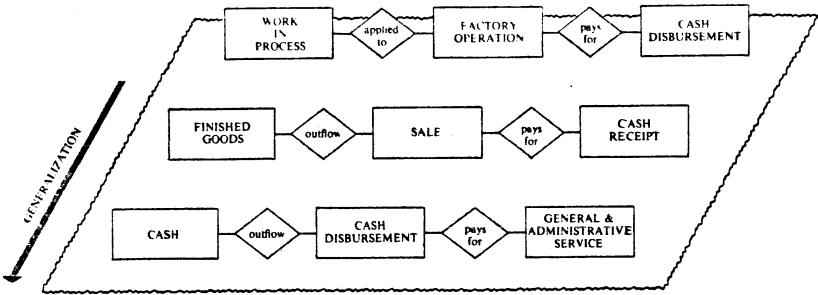 WORK
IN
PROCESS
applied
to
FACTORY
OPERATION
pays
for
CASH
DISBURSEMENT
GENERALIZATION
FINISHED
GOODS
outflow
SALE
pays
for
CASH
RECEIPT
CASH
outflow
CASH
DISBURSEMENT
pays
for
GENERAL &
ADMINISTRATIVE
SERVICE